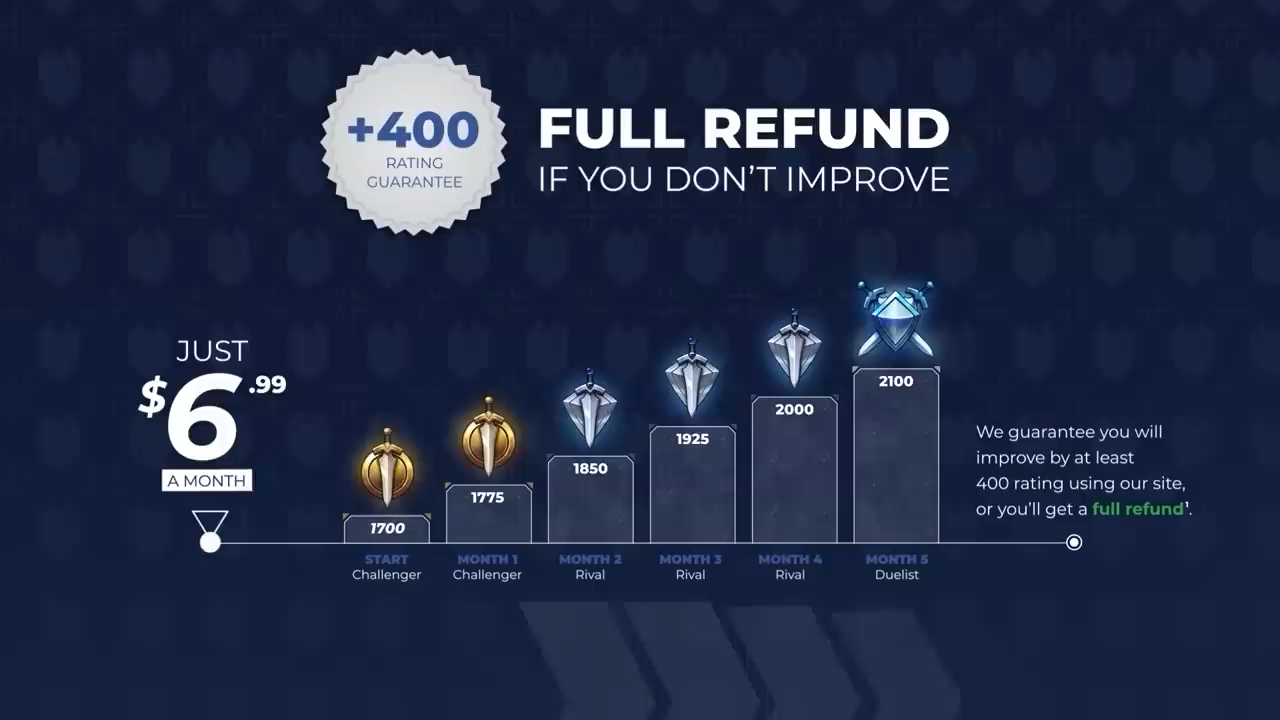 +400
RATING
GUARANTEE
FULL REFUND
IF YOU DON'T IMPROVE
JUST
$6.99
A MONTH
1700
1775
1850
1925
2000
2100
START
Challenger
MONTH 1
Challenger
MONTH 2
Rival
MONTH 3
Rival
MONTH 4
Rival
MONTH 5
Duelist
We guarantee you will
improve by at least
400 rating using our site,
or you'll get a full refund¹.